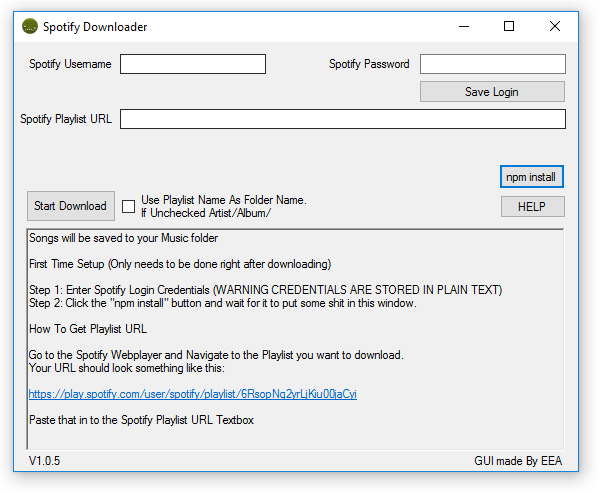 Spotify Downloader
Spotify Username
Spotify Password
Save Login
Spotify Playlist URL
npm install
Start Download
Use Playlist Name As Folder Name.
If Unchecked Artist/Album/
HELP
Songs will be saved to your Music folder
First Time Setup (Only needs to be done right after downloading)
Step 1: Enter Spotify Login Credentials (WARNING CREDENTIALS ARE STORED IN PLAIN TEXT)
Step 2: Click the "npm install" button and wait for it to put some shit in this window.
How To Get Playlist URL
Go to the Spotify Webplayer and Navigate to the Playlist you want to download.
Your URL should look something like this:
https://play.spotify.com/user/spotify/playlist/6RsopNq2yrLjKiu00jaCyi
Paste that in to the Spotify Playlist URL Textbox
V1.0.5
GUI made By EEA